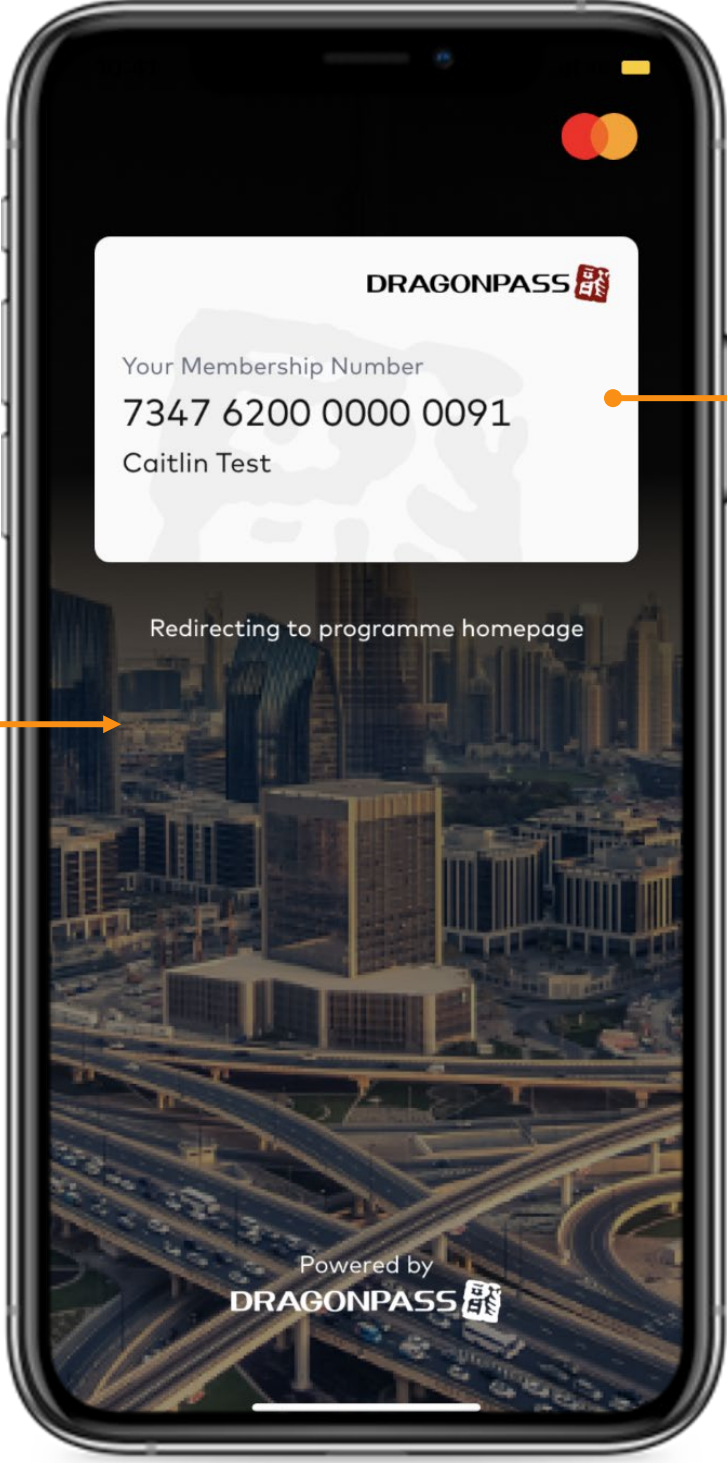 DRAGONPASS
Your Membership Number
7347 6200 0000 0091
Caitlin Test
Redirecting to programme homepage
Powered by
DRAGONPASS